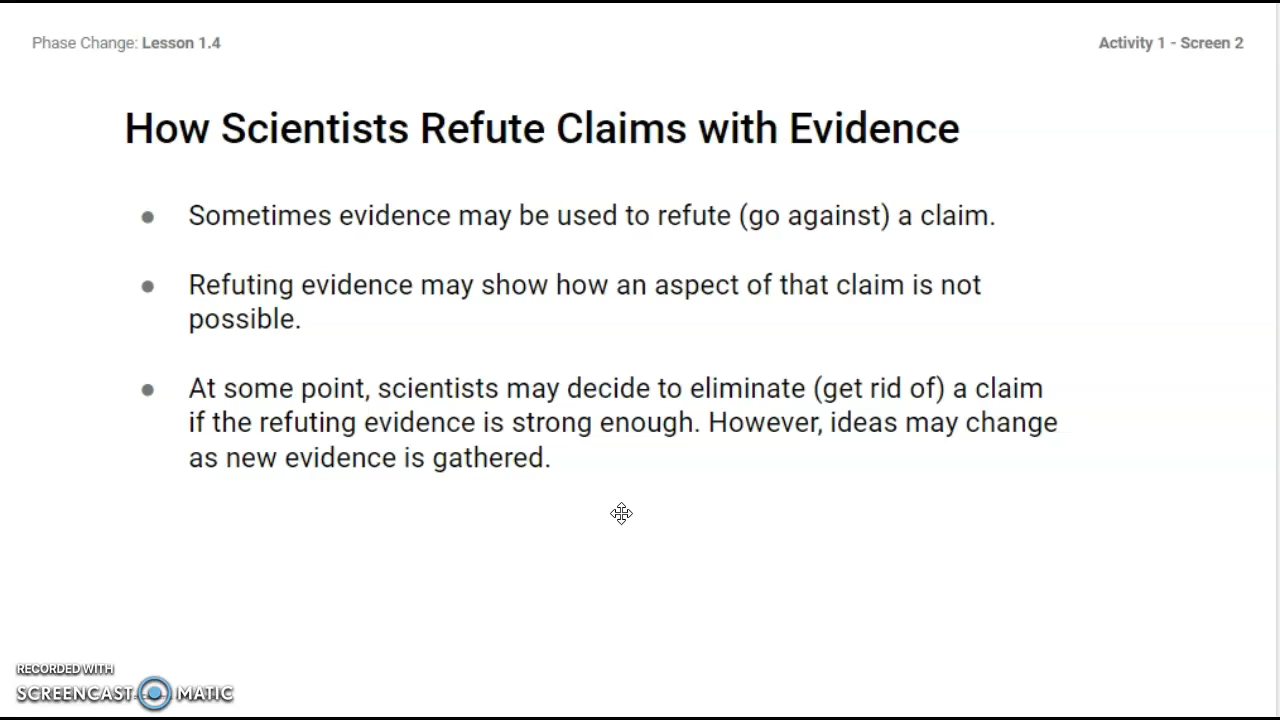 Phase Change: Lesson 1.4
Activity 1 - Screen 2
How Scientists Refute Claims with Evidence
● Sometimes evidence may be used to refute (go against) a claim.
● Refuting evidence may show how an aspect of that claim is not
possible.
● At some point, scientists may decide to eliminate (get rid of) a claim
if the refuting evidence is strong enough. However, ideas may change
as new evidence is gathered.
RECORDED WITH
SCREENCAST-O-MATIC